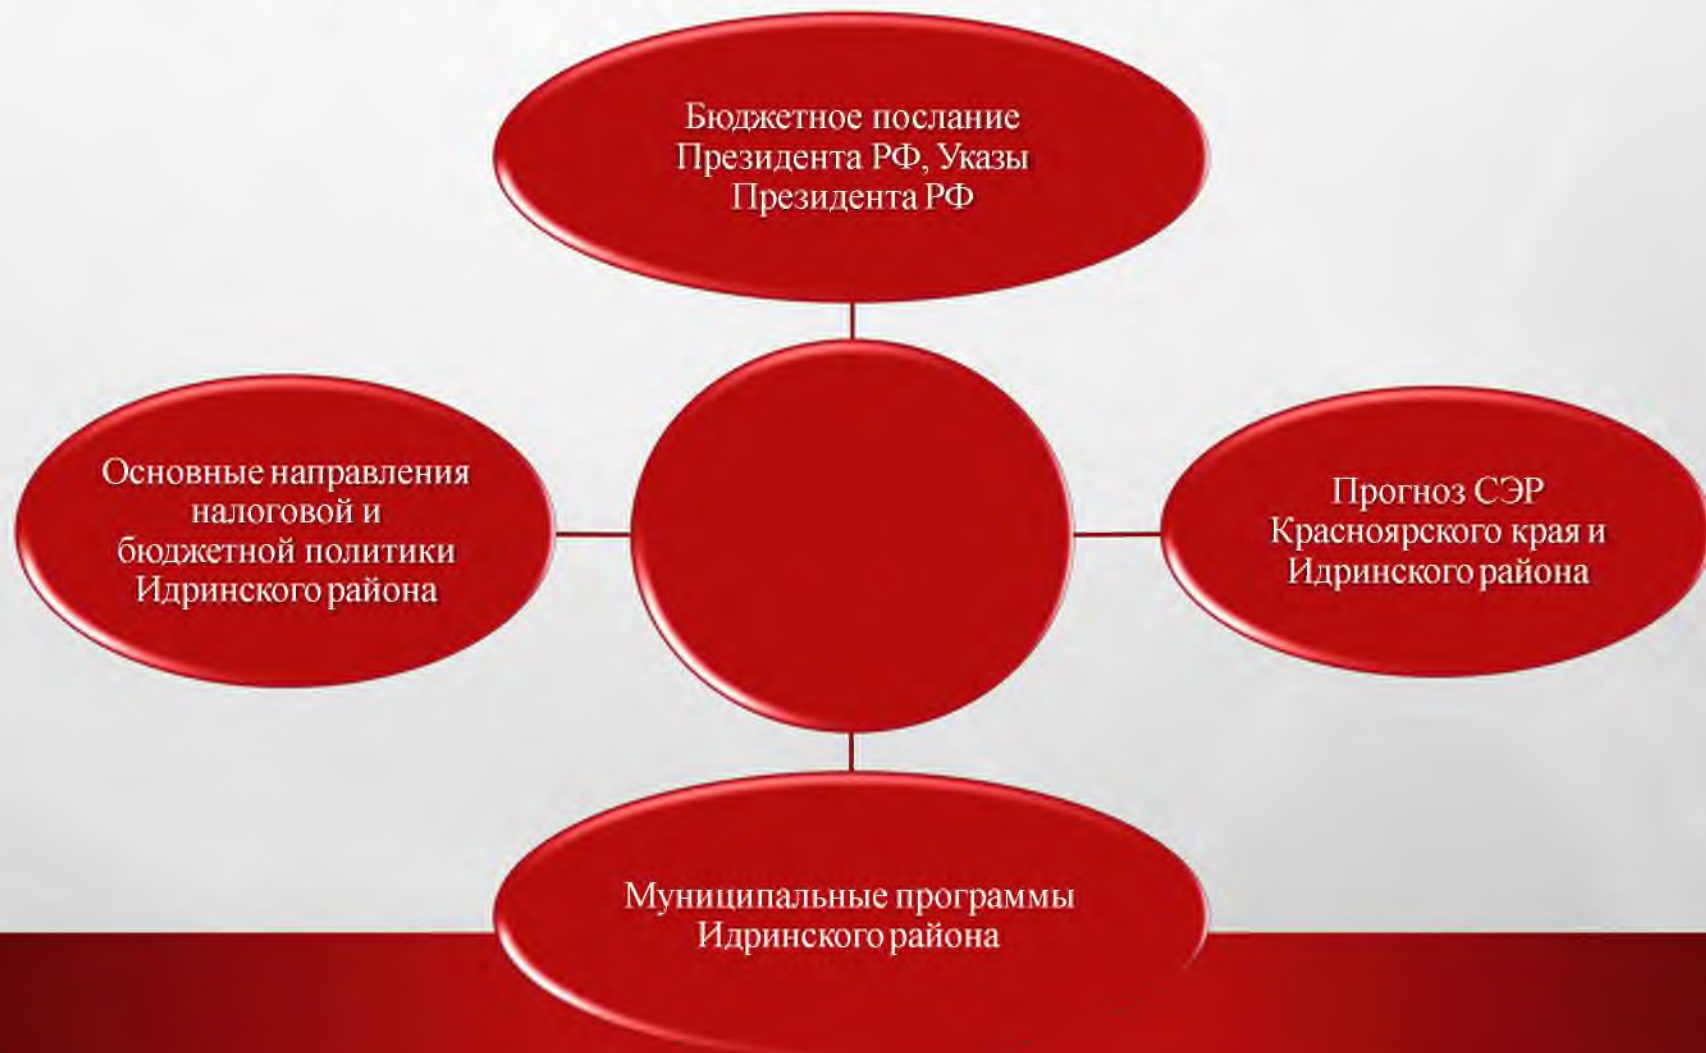 Бюджетное послание
Президента РФ, Указы
Президента РФ
Основные направления
налоговой и
бюджетной политики
Идринского района
Прогноз СЭР
Красноярского края и
Идринского района
Муниципальные программы
Идринского района